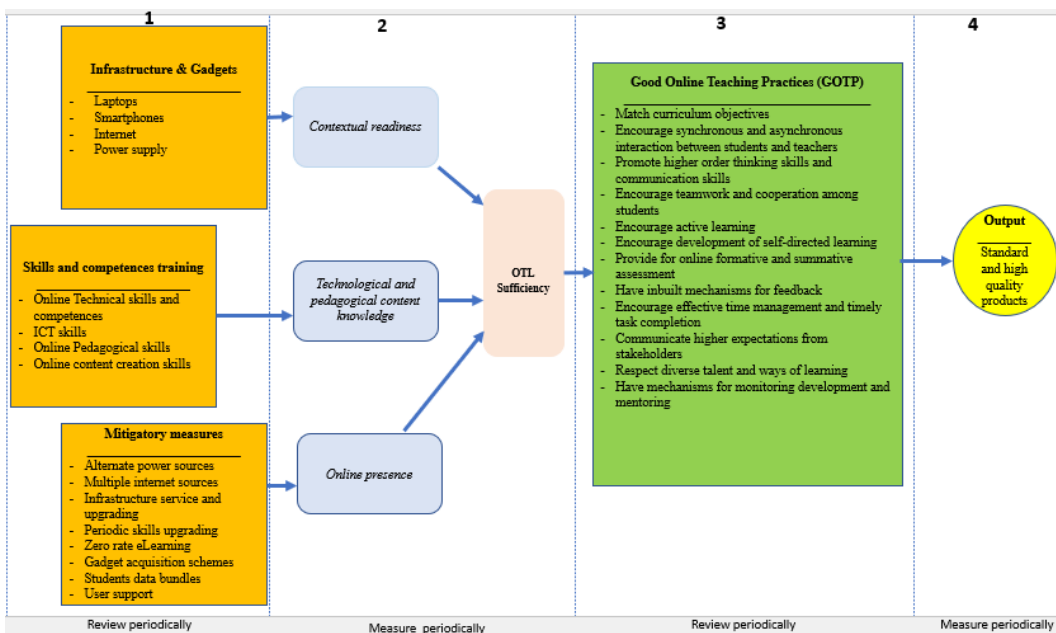 1
2
3
4
Infrastructure & Gadgets
- Laptops
- Smartphones
- Internet
- Power supply
Skills and competences training
- Online Technical skills and
competences
- ICT skills
- Online Pedagogical skills
- Online content creation skills
Mitigatory measures
- Alternate power sources
- Multiple internet sources
- Infrastructure service and
upgrading
- Periodic skills upgrading
- Zero rate eLearning
- Gadget acquisition schemes
- Students data bundles
- User support
Contextual readiness
Technological and
pedagogical content
knowledge
Online presence
OTL
Sufficiency
Good Online Teaching Practices (GOTP)
- Match curriculum objectives
- Encourage synchronous and asynchronous
interaction between students and teachers
- Promote higher order thinking skills and
communication skills
- Encourage teamwork and cooperation among
students
- Encourage active learning
- Encourage development of self-directed learning
- Provide for online formative and summative
assessment
- Have inbuilt mechanisms for feedback
- Encourage effective time management and timely
task completion
- Communicate higher expectations from
stakeholders
- Respect diverse talent and ways of learning
- Have mechanisms for monitoring development and
mentoring
Output
Standard
and high
quality
products
Review periodically
Measure periodically
Review periodically
Measure periodically